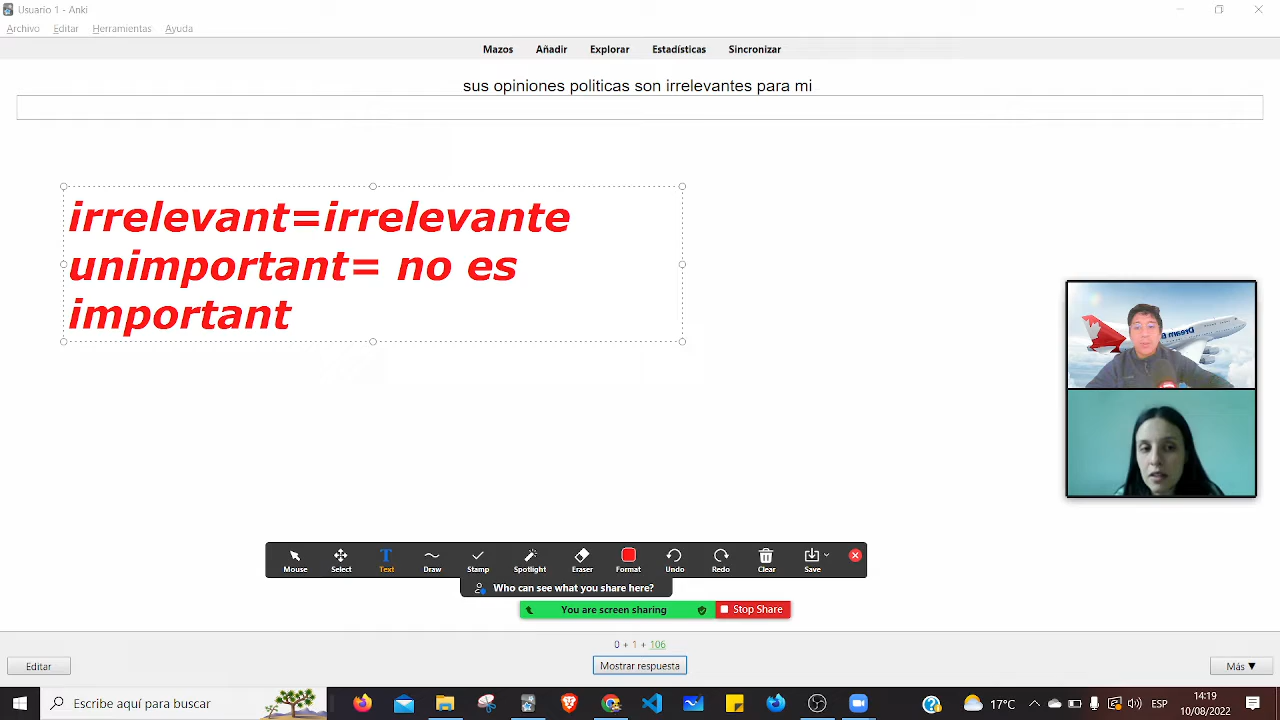 Usuario 1 - Anki
Archivo Editar Herramientas Ayuda
Mazos Añadir Explorar Estadísticas Sincronizar
sus opiniones politicas son irrelevantes para mi
irrelevant=irrelevante
unimportant= no es
important
Mouse Select Text Draw Stamp Spotlight Eraser Format Undo Redo Clear Save
Who can see what you share here?
You are screen sharing Stop Share
0 + 1 + 106
Editar Mostrar respuesta Más ▼
Escribe aquí para buscar
17°C ESP 14:19
10/08/2022